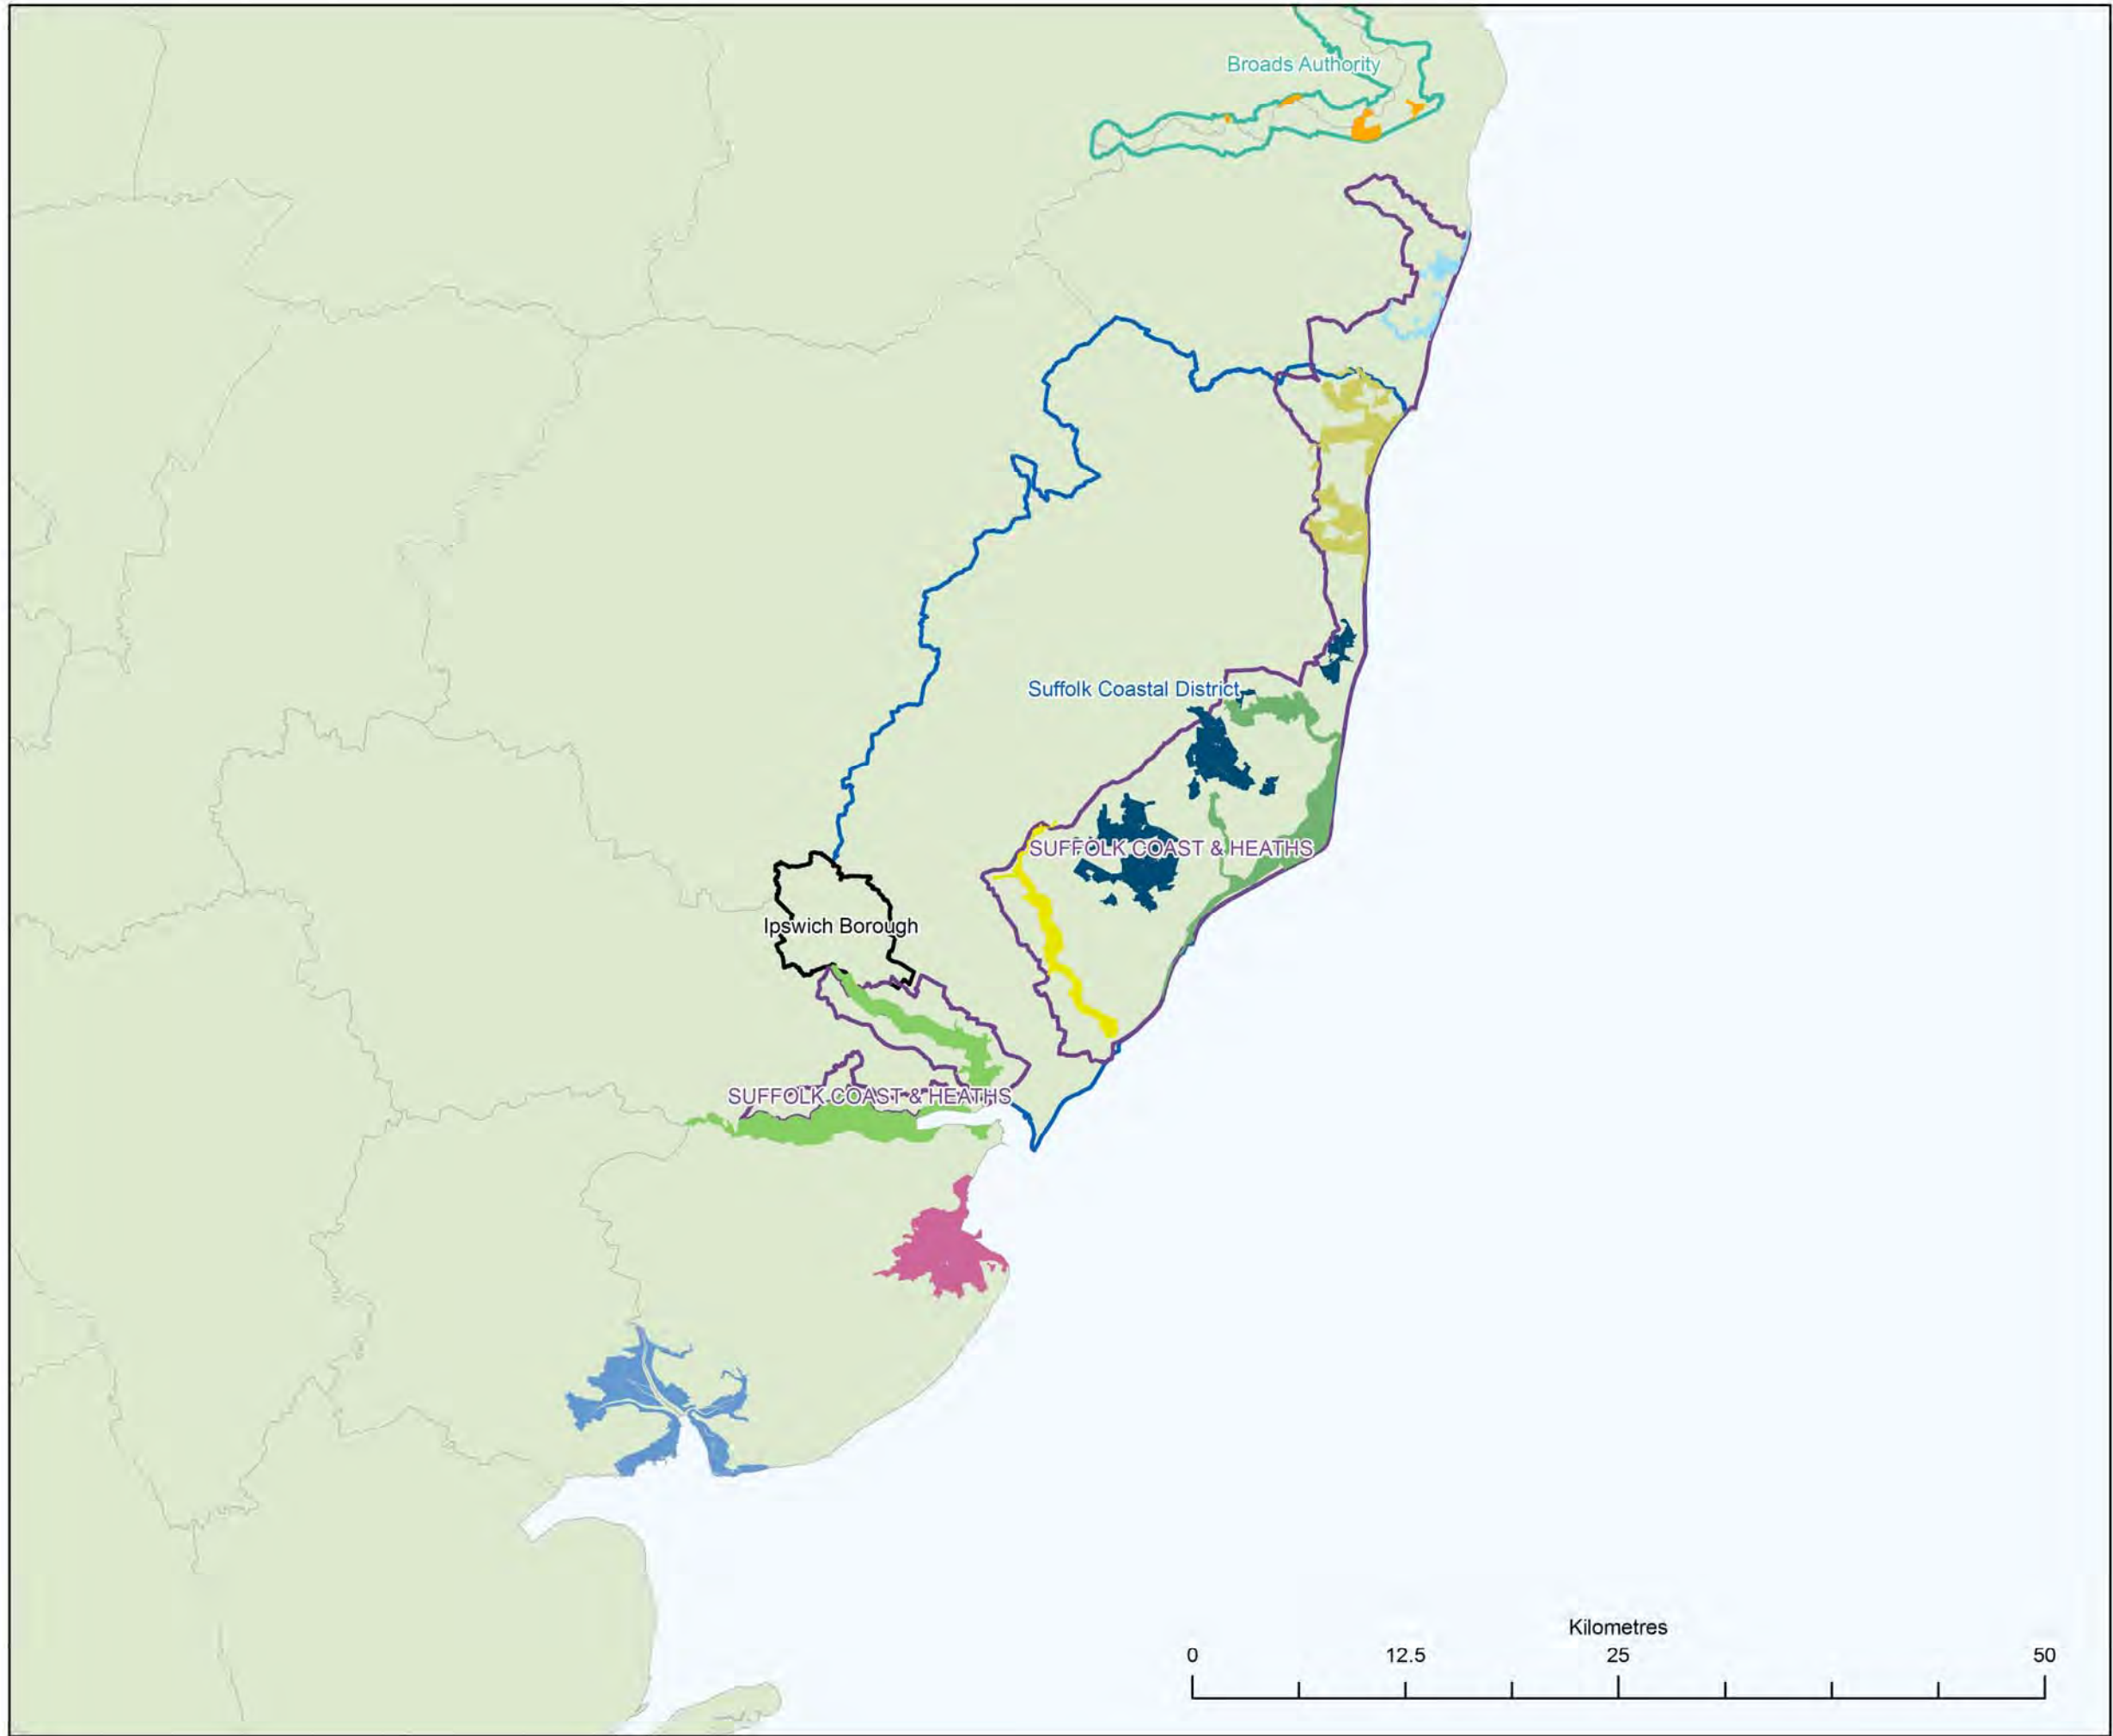 Broads Authority
Suffolk Coastal District
SUFFOLK COAST & HEATHS
Ipswich Borough
SUFFOLK COAST & HEATHS
Kilometres
0 12.5 25 50